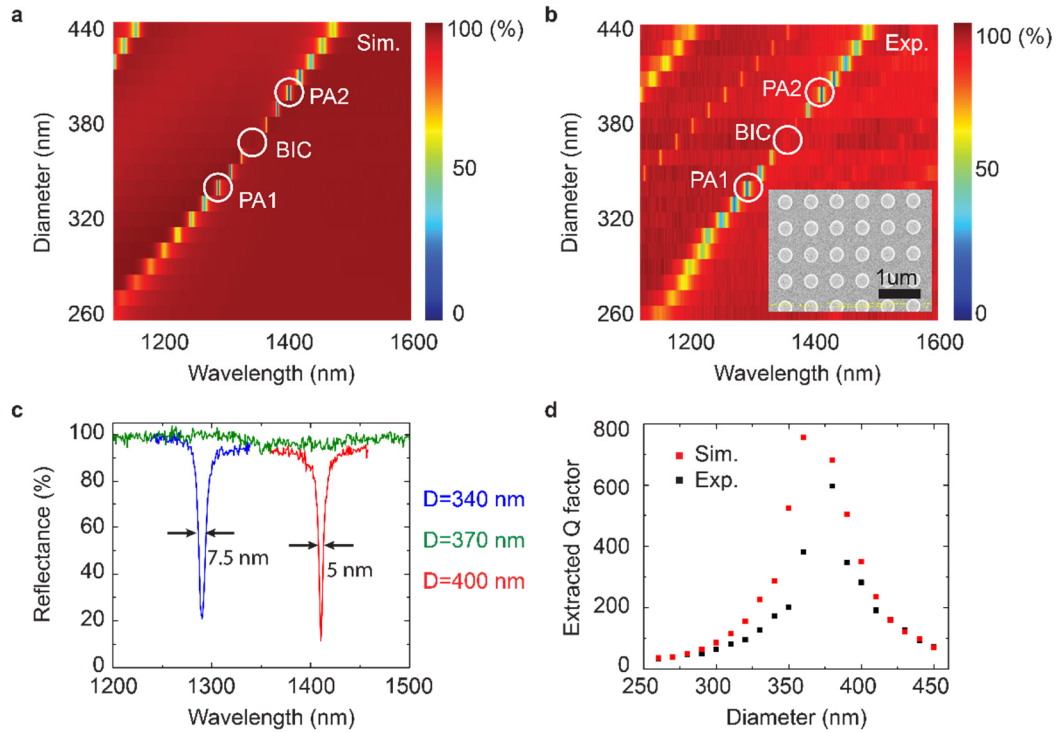 a
440
100 (%)
Sim.
Diameter (nm)
PA2
380
BIC
50
PA1
320
260
0
1200 1400 1600
Wavelength (nm)
b
440
100 (%)
Exp.
Diameter (nm)
PA2
380
BIC
50
PA1
320
1um
260
0
1200 1400 1600
Wavelength (nm)
c
100
Reflectance (%)
80
60
40
20
0
7.5 nm
5 nm
D=340 nm
D=370 nm
D=400 nm
1200 1300 1400 1500
Wavelength (nm)
d
800
Sim.
Exp.
Extracted Q factor
600
400
200
0
250 300 350 400 450
Diameter (nm)